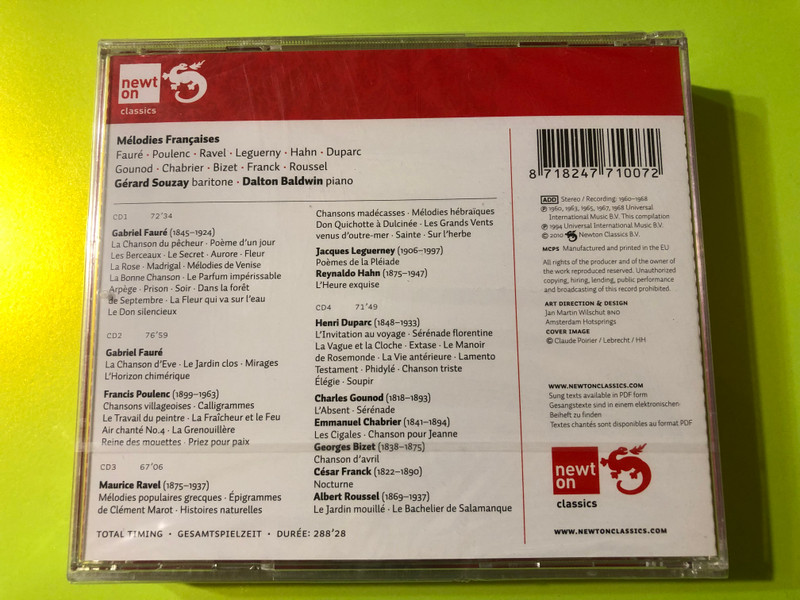 newt
on
classics
Mélodies Françaises
Fauré · Poulenc · Ravel · Leguerny · Hahn · Duparc
Gounod · Chabrier · Bizet · Franck · Roussel
Gérard Souzay baritone · Dalton Baldwin piano
CD1 72'34
Gabriel Fauré (1845–1924)
La Chanson du pêcheur · Poème d'un jour
Les Berceaux · Le Secret · Aurore · Fleur
La Rose · Madrigal · Mélodies de Venise
La Bonne Chanson · Le Parfum impérissable
Arpège · Prison · Soir · Dans la forêt
de Septembre · La Fleur qui va sur l'eau
Le Don silencieux
CD2 76'59
Gabriel Fauré
La Chanson d'Eve · Le Jardin clos · Mirages
L'Horizon chimérique
Francis Poulenc (1899–1963)
Chansons villageoises · Calligrammes
Le Travail du peintre · La Fraîcheur et le Feu
Air chanté No.4 · La Grenouillère
Reine des mouettes · Priez pour paix
CD3 67'06
Maurice Ravel (1875–1937)
Mélodies populaires grecques · Épigrammes
de Clément Marot · Histoires naturelles
Chansons madécasses · Mélodies hébraïques
Don Quichotte à Dulcinée · Les Grands Vents
venus d'outre-mer · Sainte · Sur l'herbe
Jacques Leguerney (1906–1997)
Poèmes de la Pléiade
Reynaldo Hahn (1875–1947)
L'Heure exquise
CD4 71'49
Henri Duparc (1848–1933)
L'Invitation au voyage · Sérénade florentine
La Vague et la Cloche · Extase · Le Manoir
de Rosemonde · La Vie antérieure · Lamento
Testament · Phidylé · Chanson triste
Élégie · Soupir
Charles Gounod (1818–1893)
L'Absent · Sérénade
Emmanuel Chabrier (1841–1894)
Les Cigales · Chanson pour Jeanne
Georges Bizet (1838–1875)
Chanson d'avril
César Franck (1822–1890)
Nocturne
Albert Roussel (1869–1937)
Le Jardin mouillé · Le Bachelier de Salamanque
TOTAL TIMING · GESAMTSPIELZEIT · DURÉE: 288'28
8 718247 710072
ADD Stereo / Recording: 1960–1968
℗ 1960, 1963, 1965, 1967, 1968 Universal
International Music B.V. This compilation
℗ 1994 Universal International Music B.V.
© 2010 Newton Classics B.V.
MCPS Manufactured and printed in the EU
All rights of the producer and of the owner of
the work reproduced reserved. Unauthorized
copying, hiring, lending, public performance
and broadcasting of this record prohibited.
ART DIRECTION & DESIGN
Jan Martin Wilschut BNO
Amsterdam Hotsprings
COVER IMAGE
© Claude Poirier / Lebrecht / HH
WWW.NEWTONCLASSICS.COM
Sung texts available in PDF form
Gesangstexte sind in einem elektronischen
Beiheft zu finden
Textes chantés sont disponibles au format PDF
newt
on
classics
WWW.NEWTONCLASSICS.COM